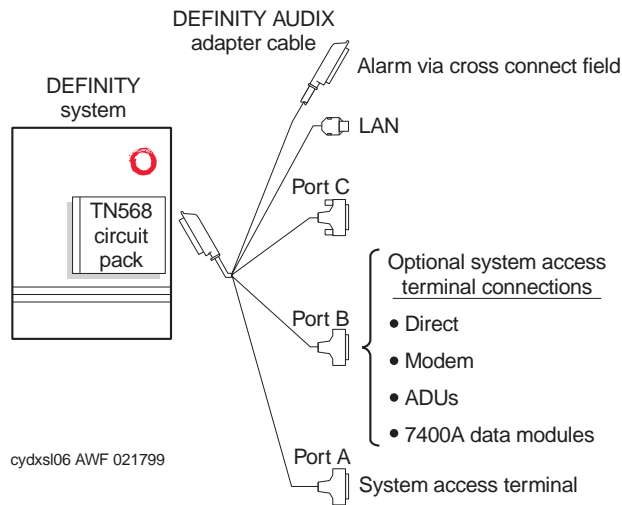 DEFINITY AUDIX
adapter cable
Alarm via cross connect field
DEFINITY
system
LAN
Port C
TN568
circuit
pack
Optional system access
terminal connections
Port B
• Direct
• Modem
• ADUs
• 7400A data modules
Port A
cydxsl06 AWF 021799
System access terminal